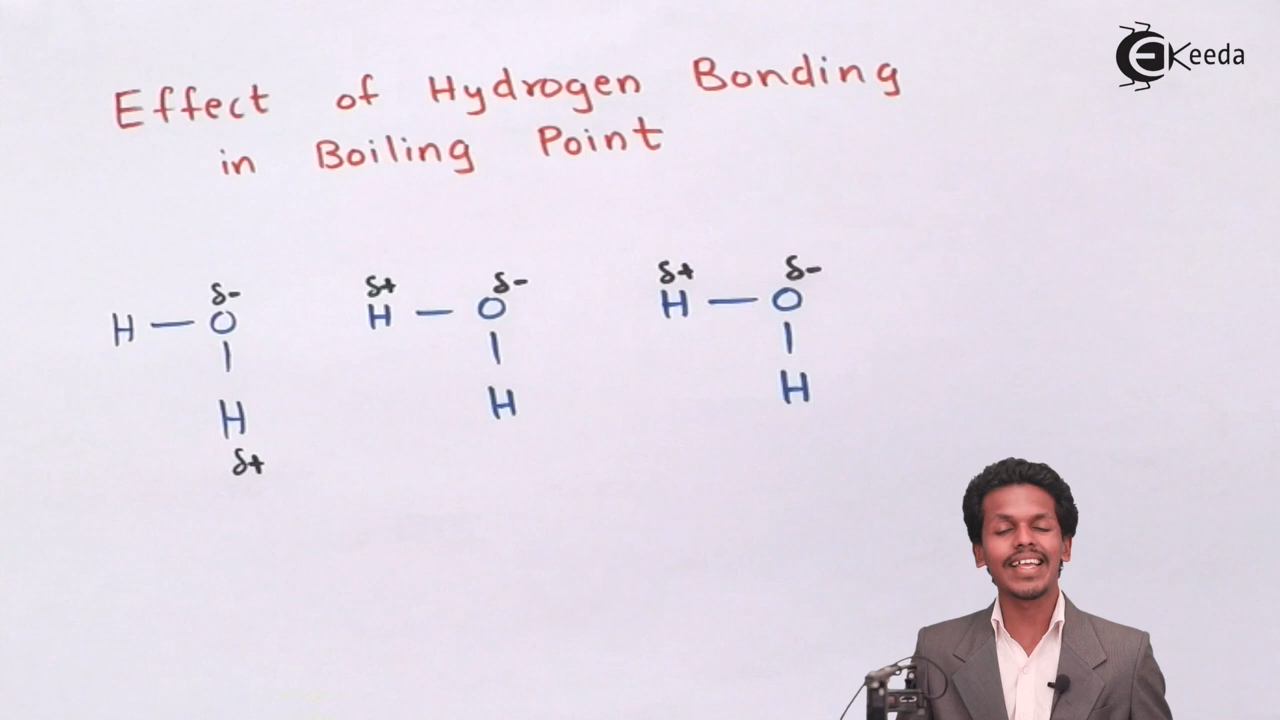 EKeeda
Effect of Hydrogen Bonding
in Boiling Point
δ- δ+ δ- δ+ δ-
H — O H — O H — O
| | |
H H H
δ+